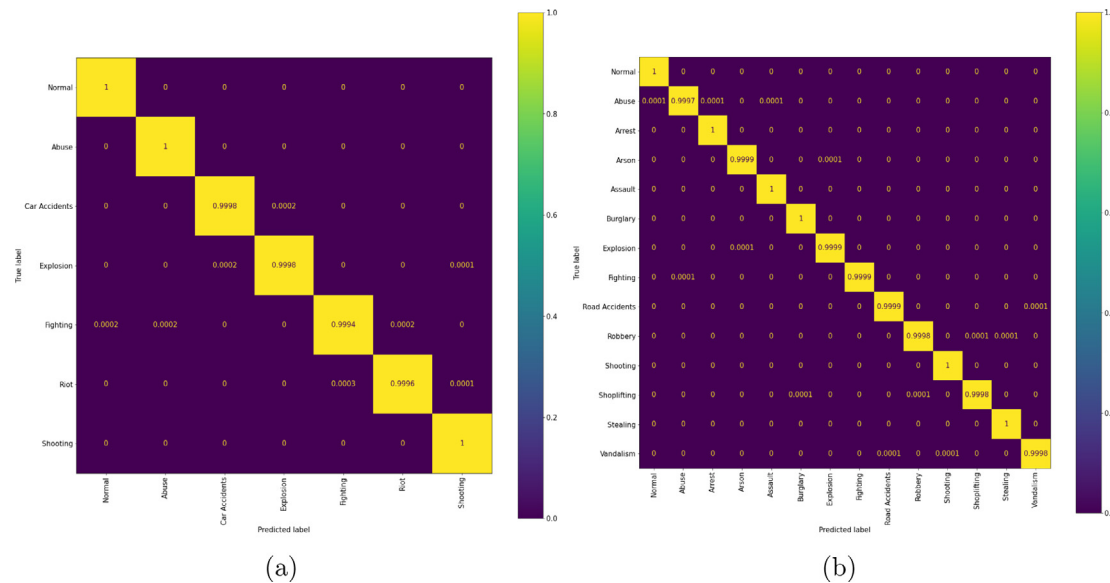 1.0
0.8
0.6
0.4
0.2
0.0
True label
Normal 1 0 0 0 0 0 0
Abuse 0 1 0 0 0 0 0
Car Accidents 0 0 0.9998 0.0002 0 0 0
Explosion 0 0 0.0002 0.9998 0 0 0.0001
Fighting 0.0002 0.0002 0 0 0.9994 0.0002 0
Riot 0 0 0 0 0.0003 0.9996 0.0001
Shooting 0 0 0 0 0 0 1
Normal Abuse Car Accidents Explosion Fighting Riot Shooting
Predicted label
(a)
1.
0.
0.
0.
0.
0.
True label
Normal 1 0 0 0 0 0 0 0 0 0 0 0 0 0
Abuse 0.0001 0.9997 0.0001 0 0.0001 0 0 0 0 0 0 0 0 0
Arrest 0 0 1 0 0 0 0 0 0 0 0 0 0 0
Arson 0 0 0 0.9999 0 0 0.0001 0 0 0 0 0 0 0
Assault 0 0 0 0 1 0 0 0 0 0 0 0 0 0
Burglary 0 0 0 0 0 1 0 0 0 0 0 0 0 0
Explosion 0 0 0 0.0001 0 0 0.9999 0 0 0 0 0 0 0
Fighting 0 0.0001 0 0 0 0 0 0.9999 0 0 0 0 0 0
Road Accidents 0 0 0 0 0 0 0 0 0.9999 0 0 0 0 0.0001
Robbery 0 0 0 0 0 0 0 0 0 0.9998 0 0.0001 0.0001 0
Shooting 0 0 0 0 0 0 0 0 0 0 1 0 0 0
Shoplifting 0 0 0 0 0 0.0001 0 0 0 0.0001 0 0.9998 0 0
Stealing 0 0 0 0 0 0 0 0 0 0 0 0 1 0
Vandalism 0 0 0 0 0 0 0 0 0.0001 0 0.0001 0 0 0.9998
Normal Abuse Arrest Arson Assault Burglary Explosion Fighting Road Accidents Robbery Shooting Shoplifting Stealing Vandalism
Predicted label
(b)